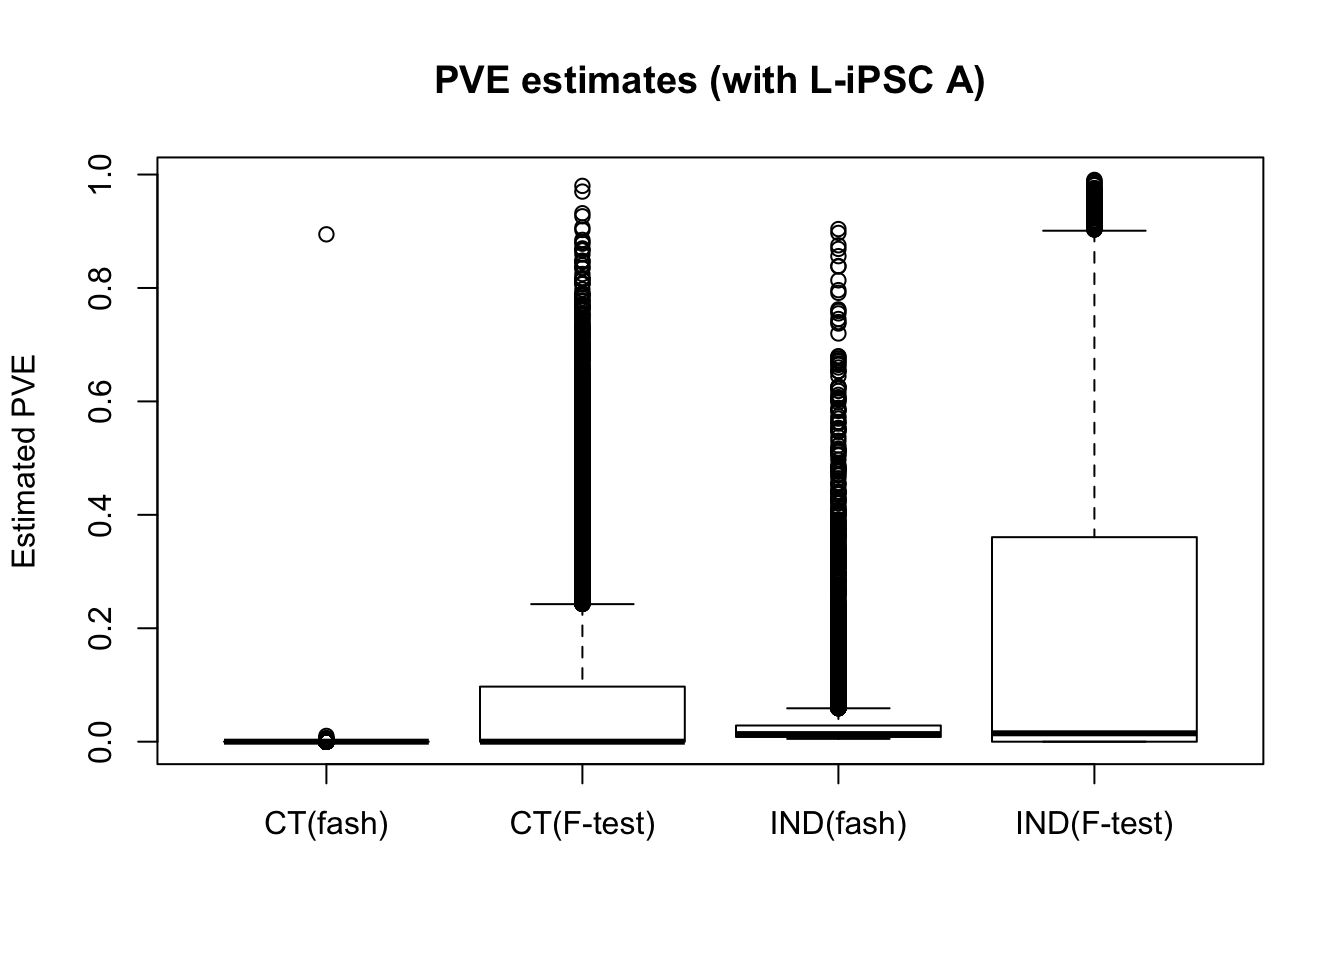 PVE estimates (with L-iPSC A)
Estimated PVE
1.0
0.8
0.6
0.4
0.2
0.0
CT(fash) CT(F-test) IND(fash) IND(F-test)